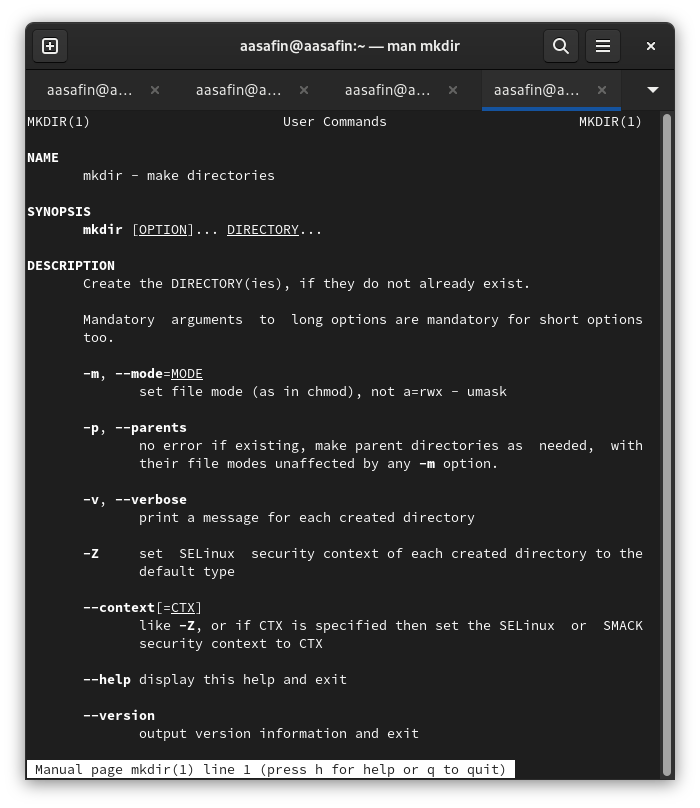 aasafin@aasafin:~ — man mkdir
aasafin@a... aasafin@a... aasafin@a... aasafin@a...
MKDIR(1) User Commands MKDIR(1)
NAME
mkdir - make directories
SYNOPSIS
mkdir [OPTION]... DIRECTORY...
DESCRIPTION
Create the DIRECTORY(ies), if they do not already exist.
Mandatory arguments to long options are mandatory for short options
too.
-m, --mode=MODE
set file mode (as in chmod), not a=rwx - umask
-p, --parents
no error if existing, make parent directories as needed, with
their file modes unaffected by any -m option.
-v, --verbose
print a message for each created directory
-Z set SELinux security context of each created directory to the
default type
--context[=CTX]
like -Z, or if CTX is specified then set the SELinux or SMACK
security context to CTX
--help display this help and exit
--version
output version information and exit
Manual page mkdir(1) line 1 (press h for help or q to quit)